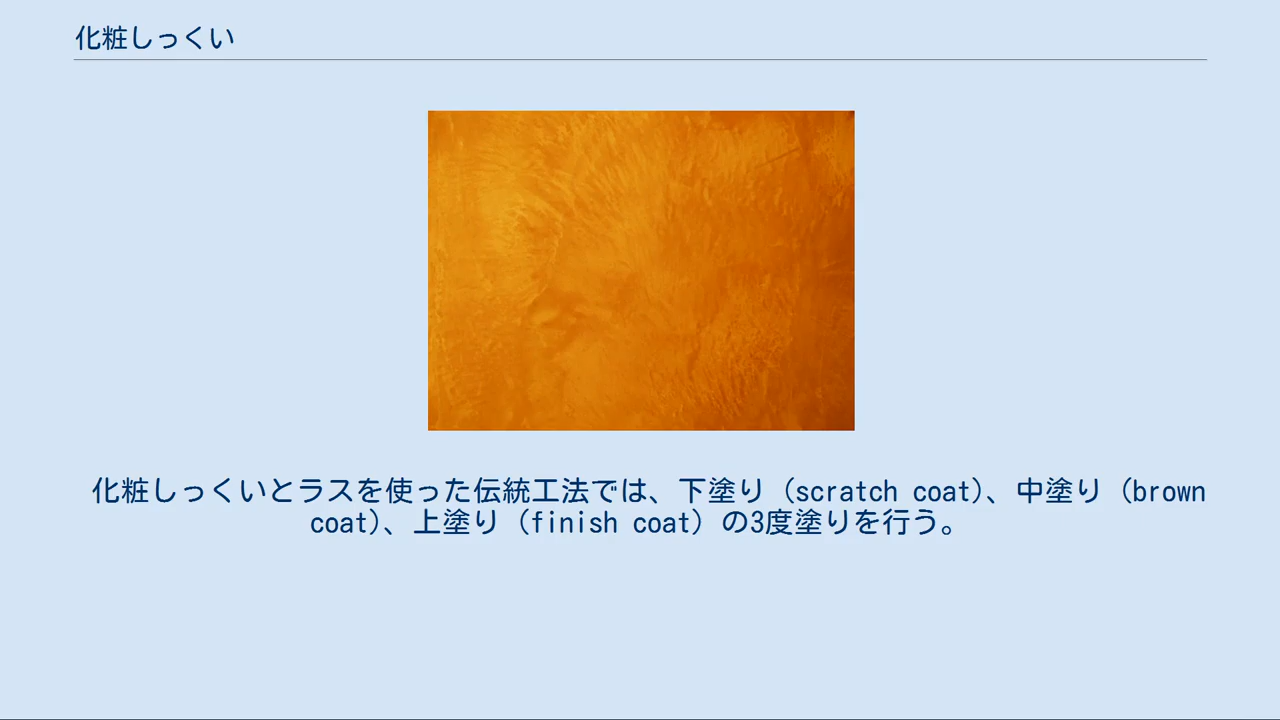 化粧しっくい
化粧しっくいとラスを使った伝統工法では、下塗り（scratch coat）、中塗り（brown
coat）、上塗り（finish coat）の3度塗りを行う。